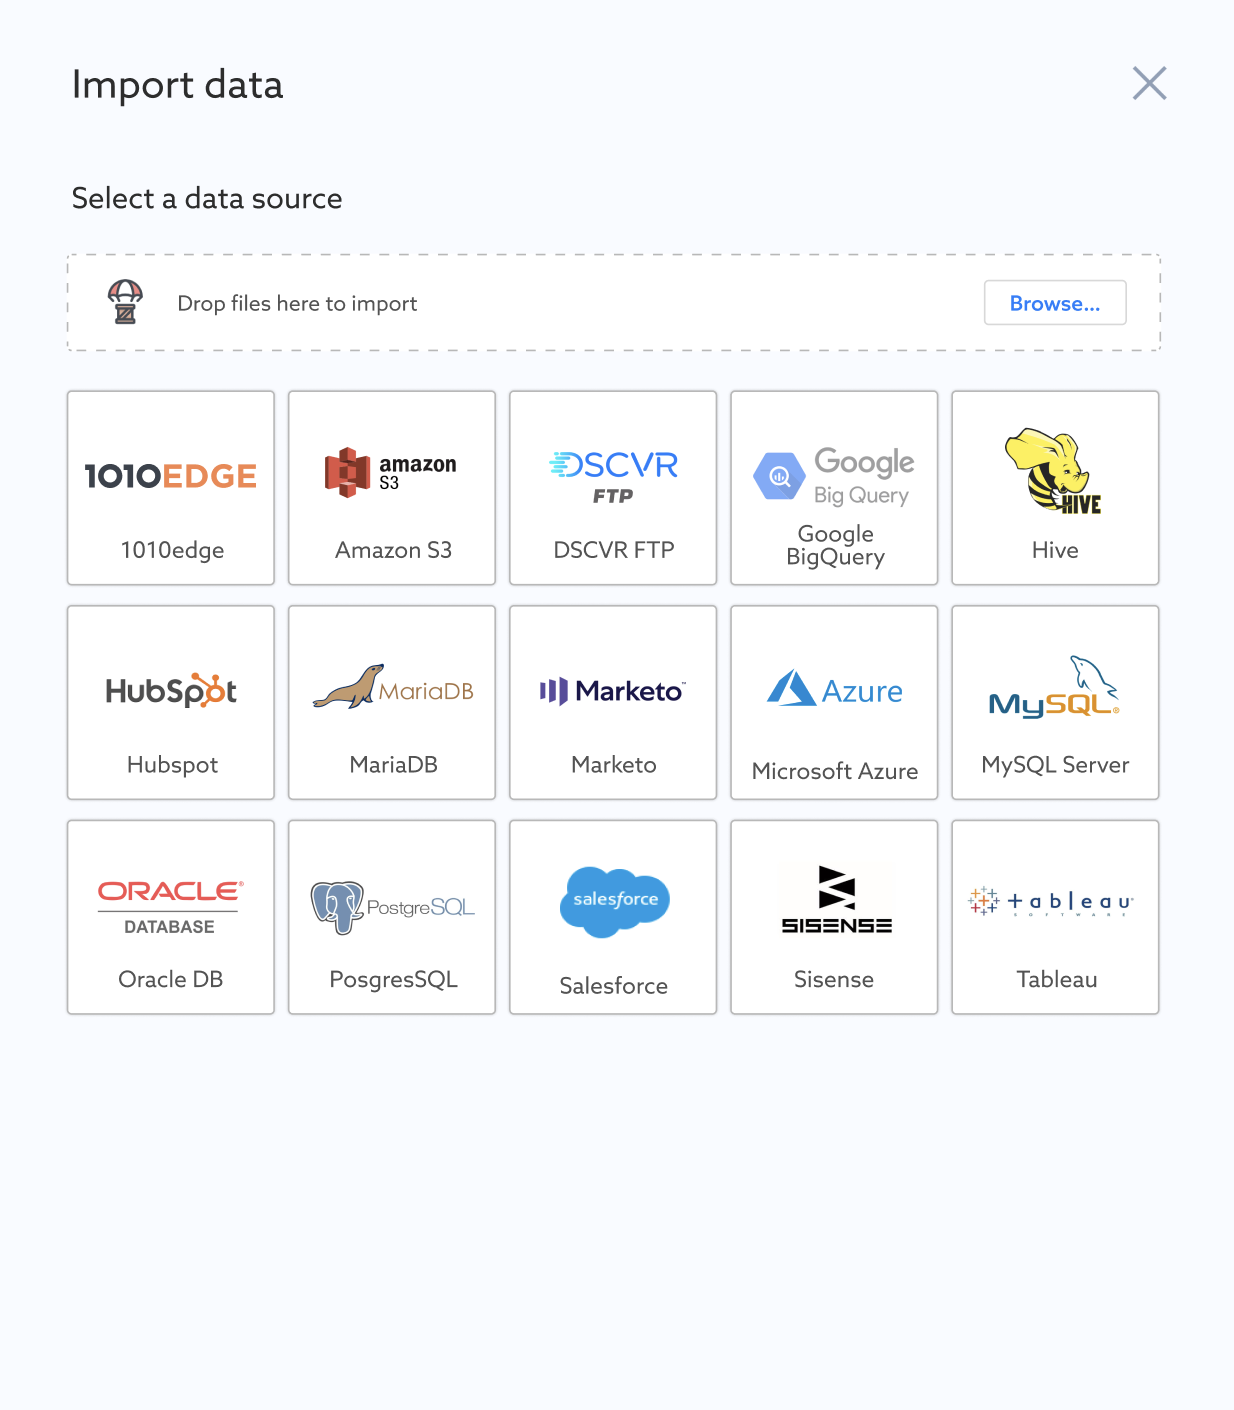 Import data
Select a data source
Drop files here to import
Browse...
1010EDGE
1010edge
amazon
S3
Amazon S3
DSCVR
FTP
DSCVR FTP
Google
Big Query
Google
BigQuery
HIVE
Hive
HubSpot
Hubspot
MariaDB
MariaDB
Marketo™
Marketo
Azure
Microsoft Azure
MySQL®
MySQL Server
ORACLE®
DATABASE
Oracle DB
PostgreSQL
PosgresSQL
salesforce
Salesforce
SISENSE
Sisense
tableau
SOFTWARE
Tableau